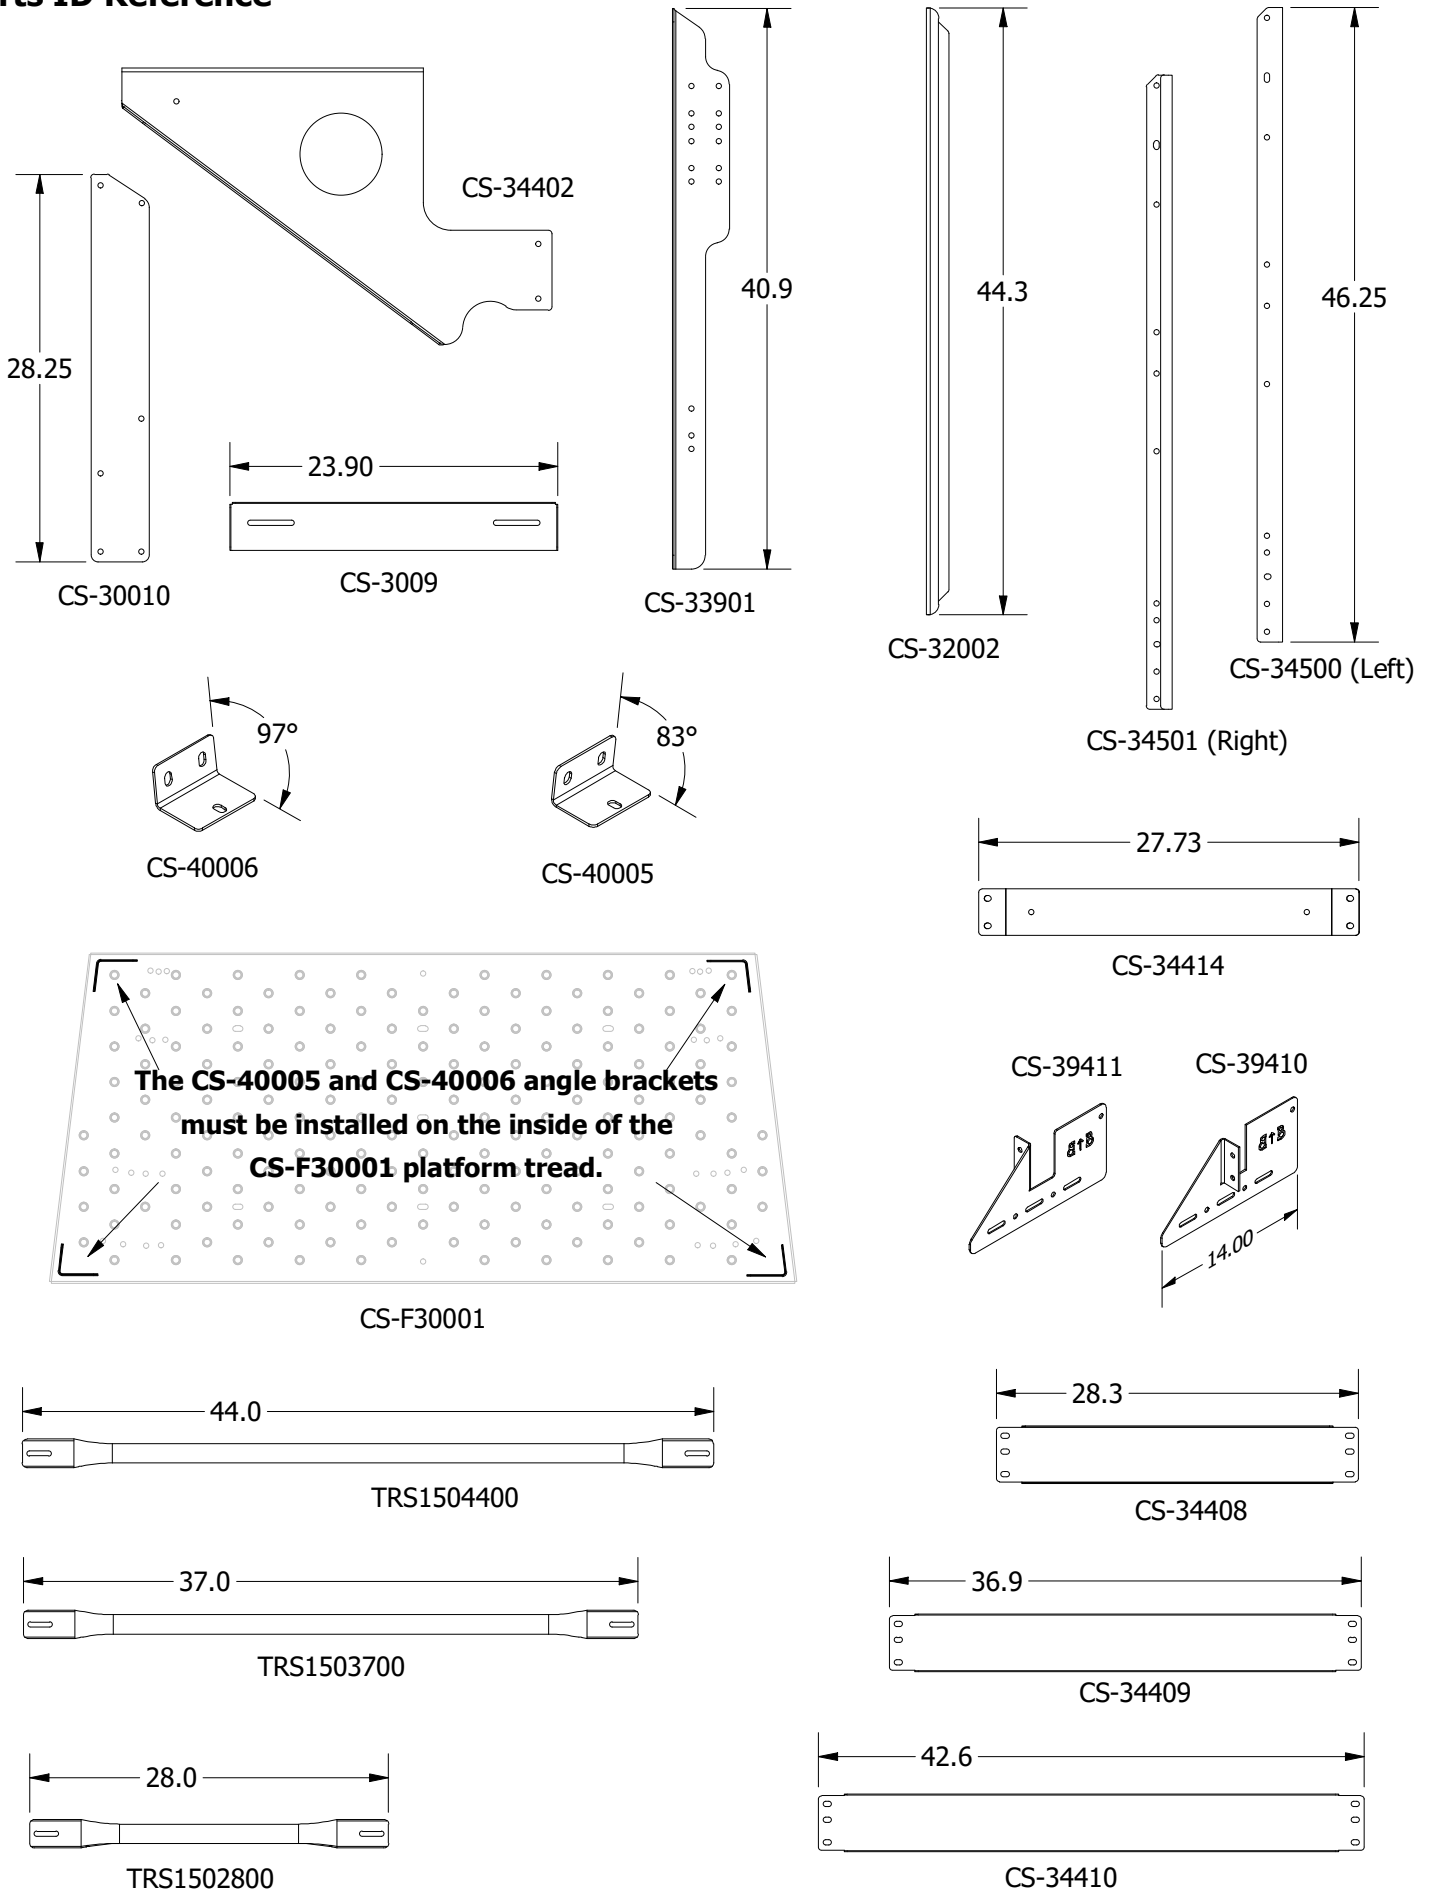 CS-34402
28.25
CS-30010
23.90
CS-3009
40.9
CS-33901
44.3
CS-32002
46.25
CS-34500 (Left)
CS-34501 (Right)
97°
CS-40006
83°
CS-40005
27.73
CS-34414
The CS-40005 and CS-40006 angle brackets
must be installed on the inside of the
CS-F30001 platform tread.
CS-F30001
CS-39411
CS-39410
14.00
44.0
TRS1504400
28.3
CS-34408
37.0
TRS1503700
36.9
CS-34409
28.0
TRS1502800
42.6
CS-34410